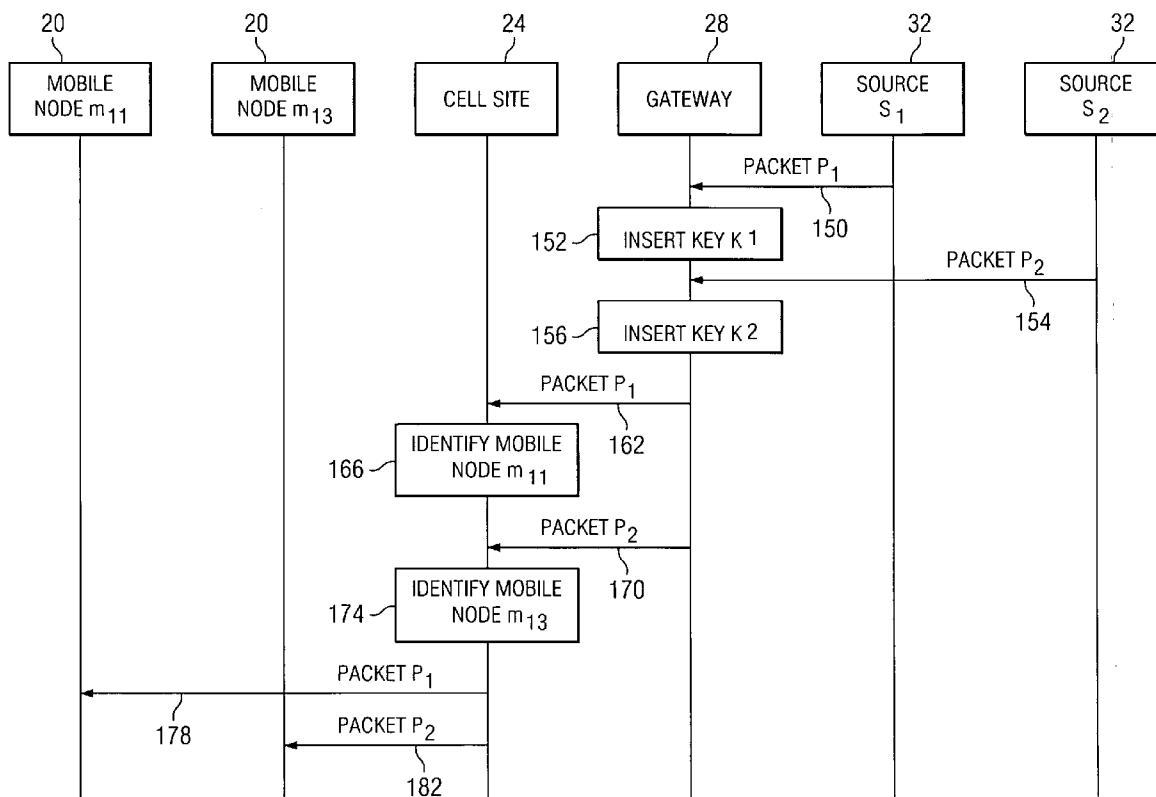 20
20
24
28
32
32
MOBILE
NODE m11
MOBILE
NODE m13
CELL SITE
GATEWAY
SOURCE
S1
SOURCE
S2
PACKET P1
150
152
INSERT KEY K1
PACKET P2
154
156
INSERT KEY K2
PACKET P1
162
166
IDENTIFY MOBILE
NODE m11
PACKET P2
170
174
IDENTIFY MOBILE
NODE m13
PACKET P1
178
PACKET P2
182